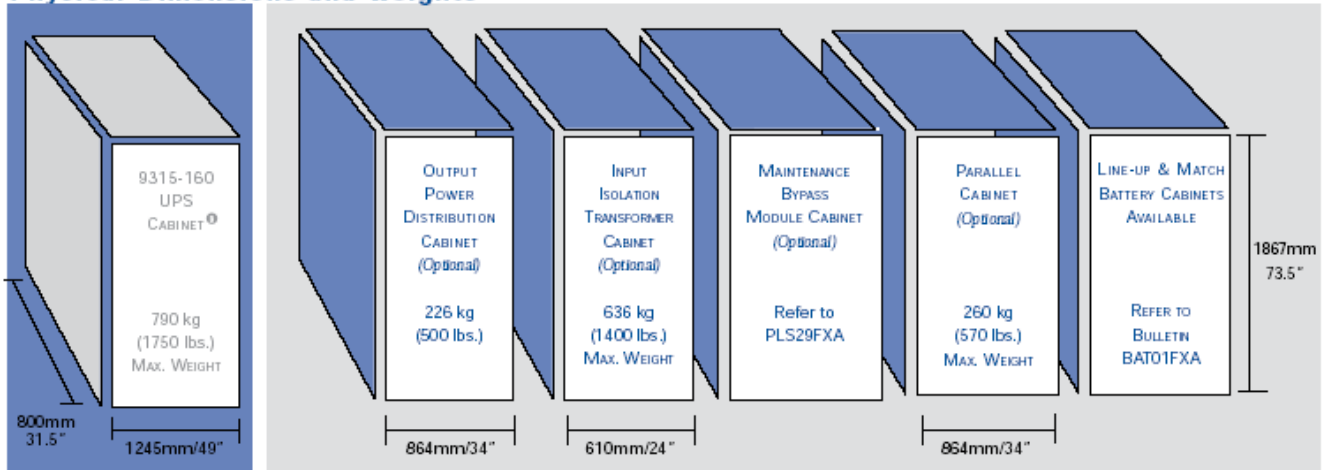 9315-160
UPS
CABINET
790 kg
(1750 lbs.)
MAX. WEIGHT
800mm
31.5"
1245mm/49"
OUTPUT
POWER
DISTRIBUTION
CABINET
(Optional)
226 kg
(500 lbs.)
864mm/34"
INPUT
ISOLATION
TRANSFORMER
CABINET
(Optional)
636 kg
(1400 lbs.)
MAX. WEIGHT
610mm/24"
MAINTENANCE
BYPASS
MODULE CABINET
(Optional)
Refer to
PLS29FXA
PARALLEL
CABINET
(Optional)
260 kg
(570 lbs.)
MAX. WEIGHT
864mm/34"
LINE-UP & MATCH
BATTERY CABINETS
AVAILABLE
REFER TO
BULLETIN
BAT01FXA
1867mm
73.5"